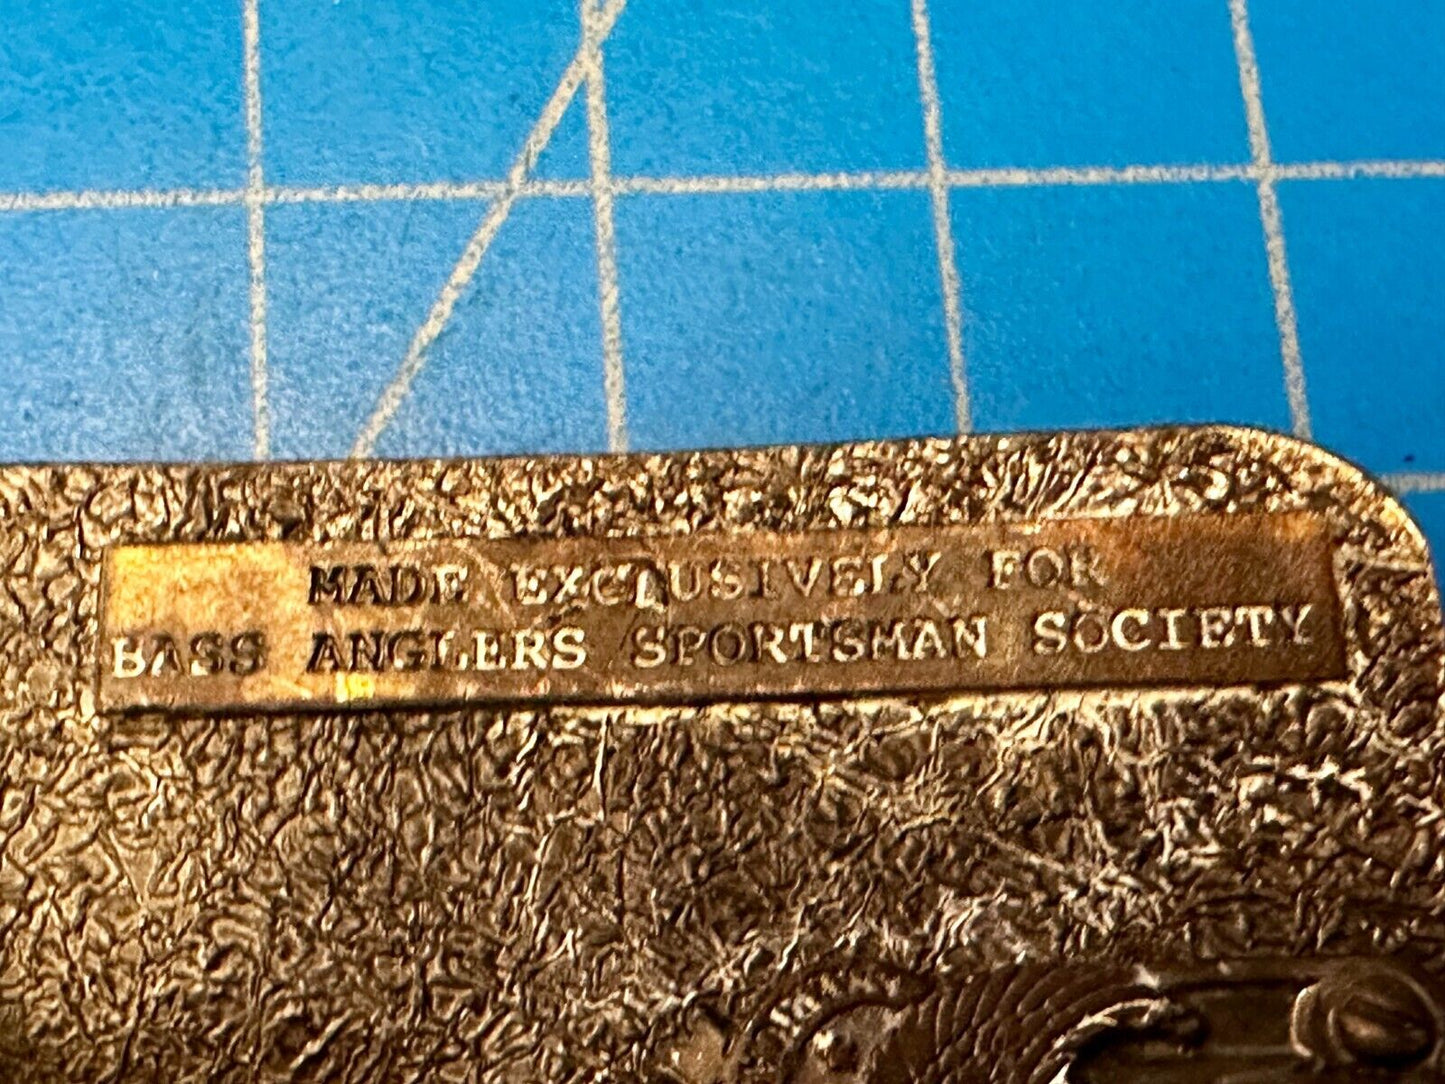 MADE EXCLUSIVELY FOR
BASS ANGLERS SPORTSMAN SOCIETY